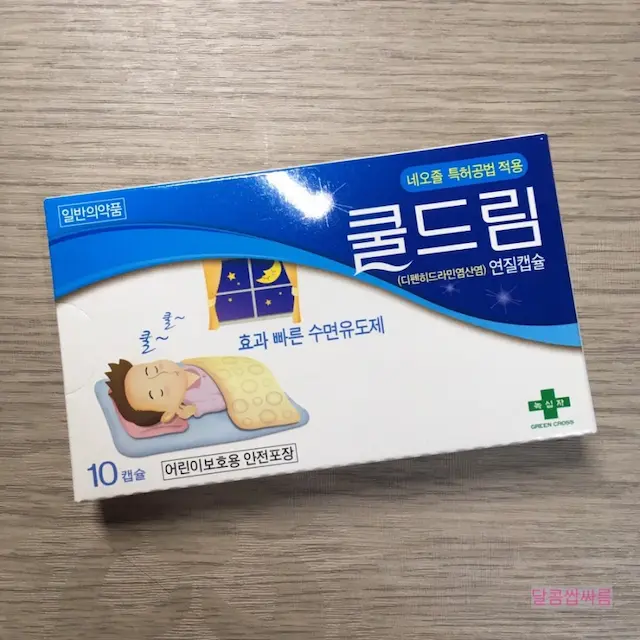 일반의약품
네오졸 특허공법 적용
쿨드림
(디펜히드라민염산염) 연질캡슐
쿨~
쿨~
효과 빠른 수면유도제
녹십자
GREEN CROSS
10 캡슐
어린이보호용 안전포장
달콤쌉싸름